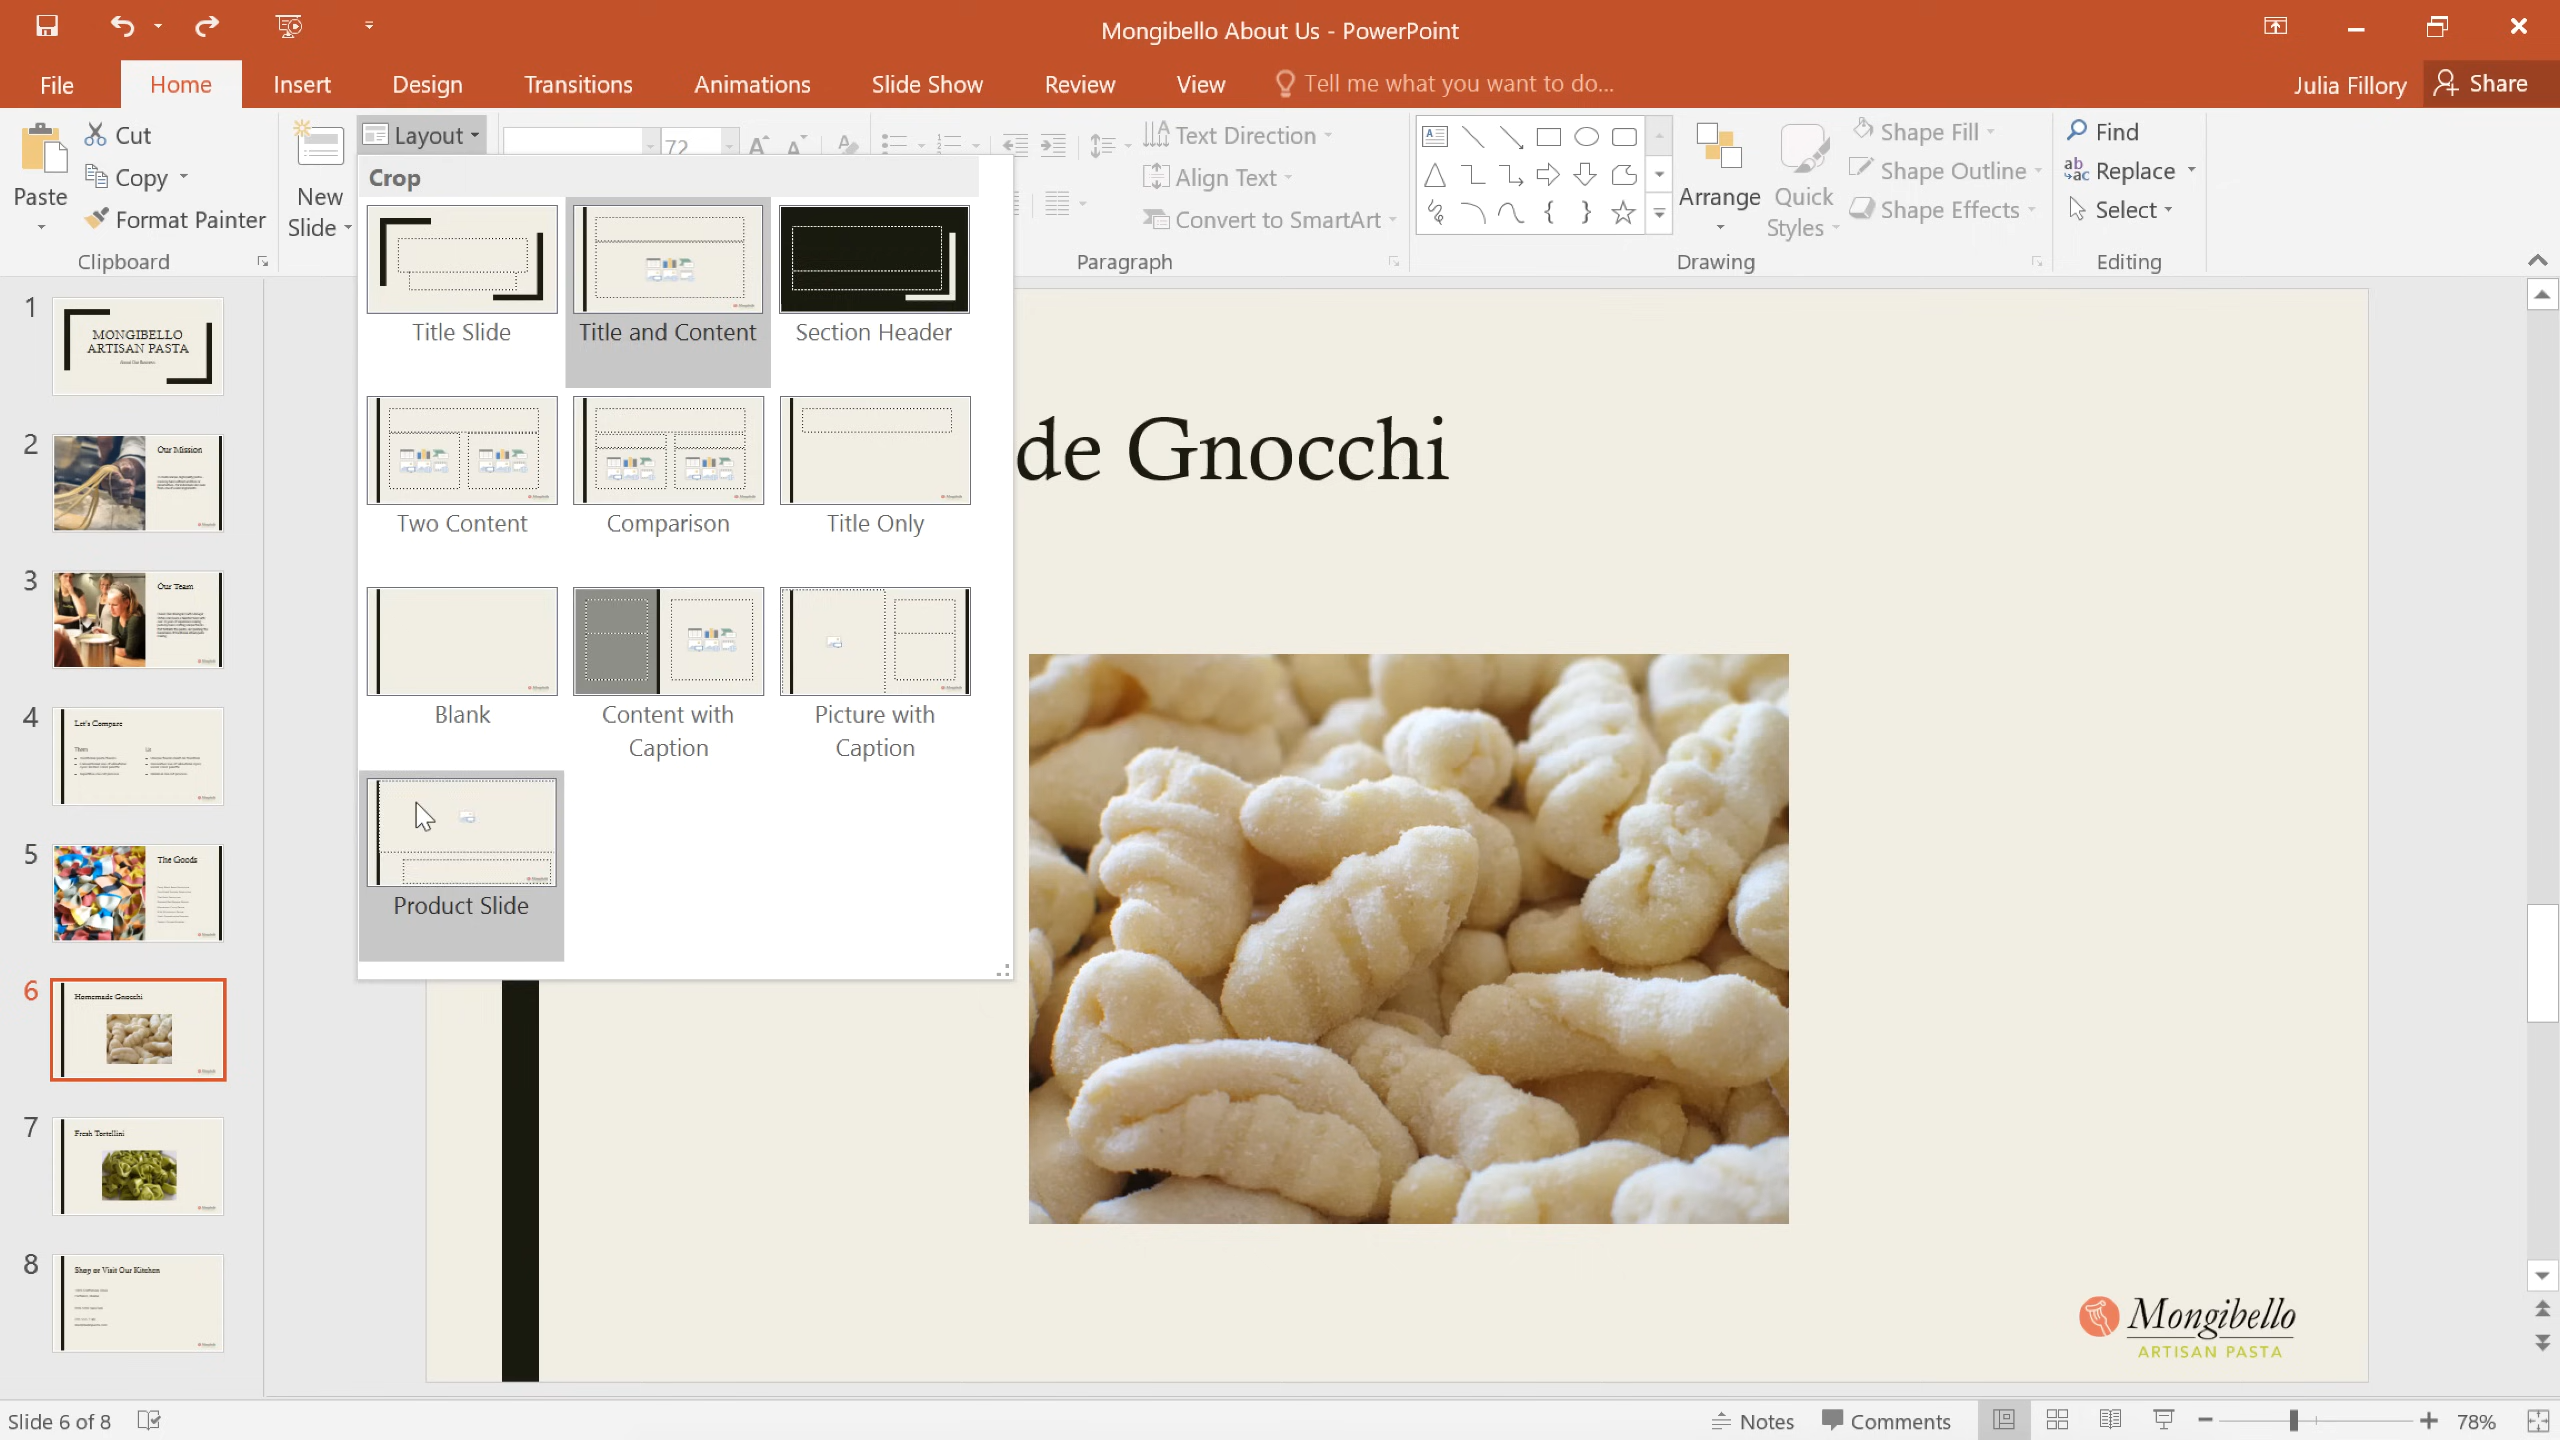 Mongibello About Us - PowerPoint
File Home Insert Design Transitions Animations Slide Show Review View Tell me what you want to do... Julia Fillory Share
Paste
Cut
Copy
Format Painter
Clipboard
New Slide
Layout
72
Text Direction
Align Text
Convert to SmartArt
Paragraph
Arrange
Quick Styles
Shape Fill
Shape Outline
Shape Effects
Drawing
Find
Replace
Select
Editing
Crop
Title Slide
Title and Content
Section Header
Two Content
Comparison
Title Only
Blank
Content with Caption
Picture with Caption
Product Slide
1
MONGIBELLO
ARTISAN PASTA
About Our Business
2
Our Mission
3
Our Team
4
Let's Compare
Them
Us
5
The Goods
6
Homemade Gnocchi
7
Fresh Tortellini
8
Shop or Visit Our Kitchen
de Gnocchi
Mongibello
ARTISAN PASTA
Slide 6 of 8
Notes
Comments
78%